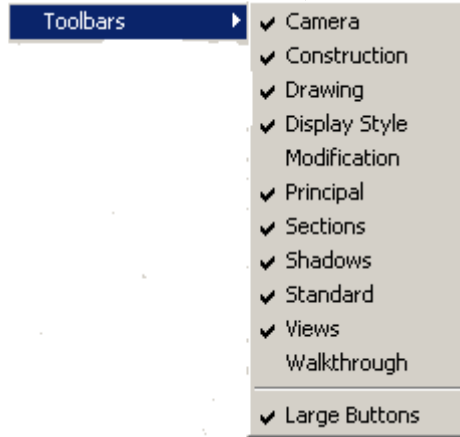 Toolbars
Camera
Construction
Drawing
Display Style
Modification
Principal
Sections
Shadows
Standard
Views
Walkthrough
Large Buttons